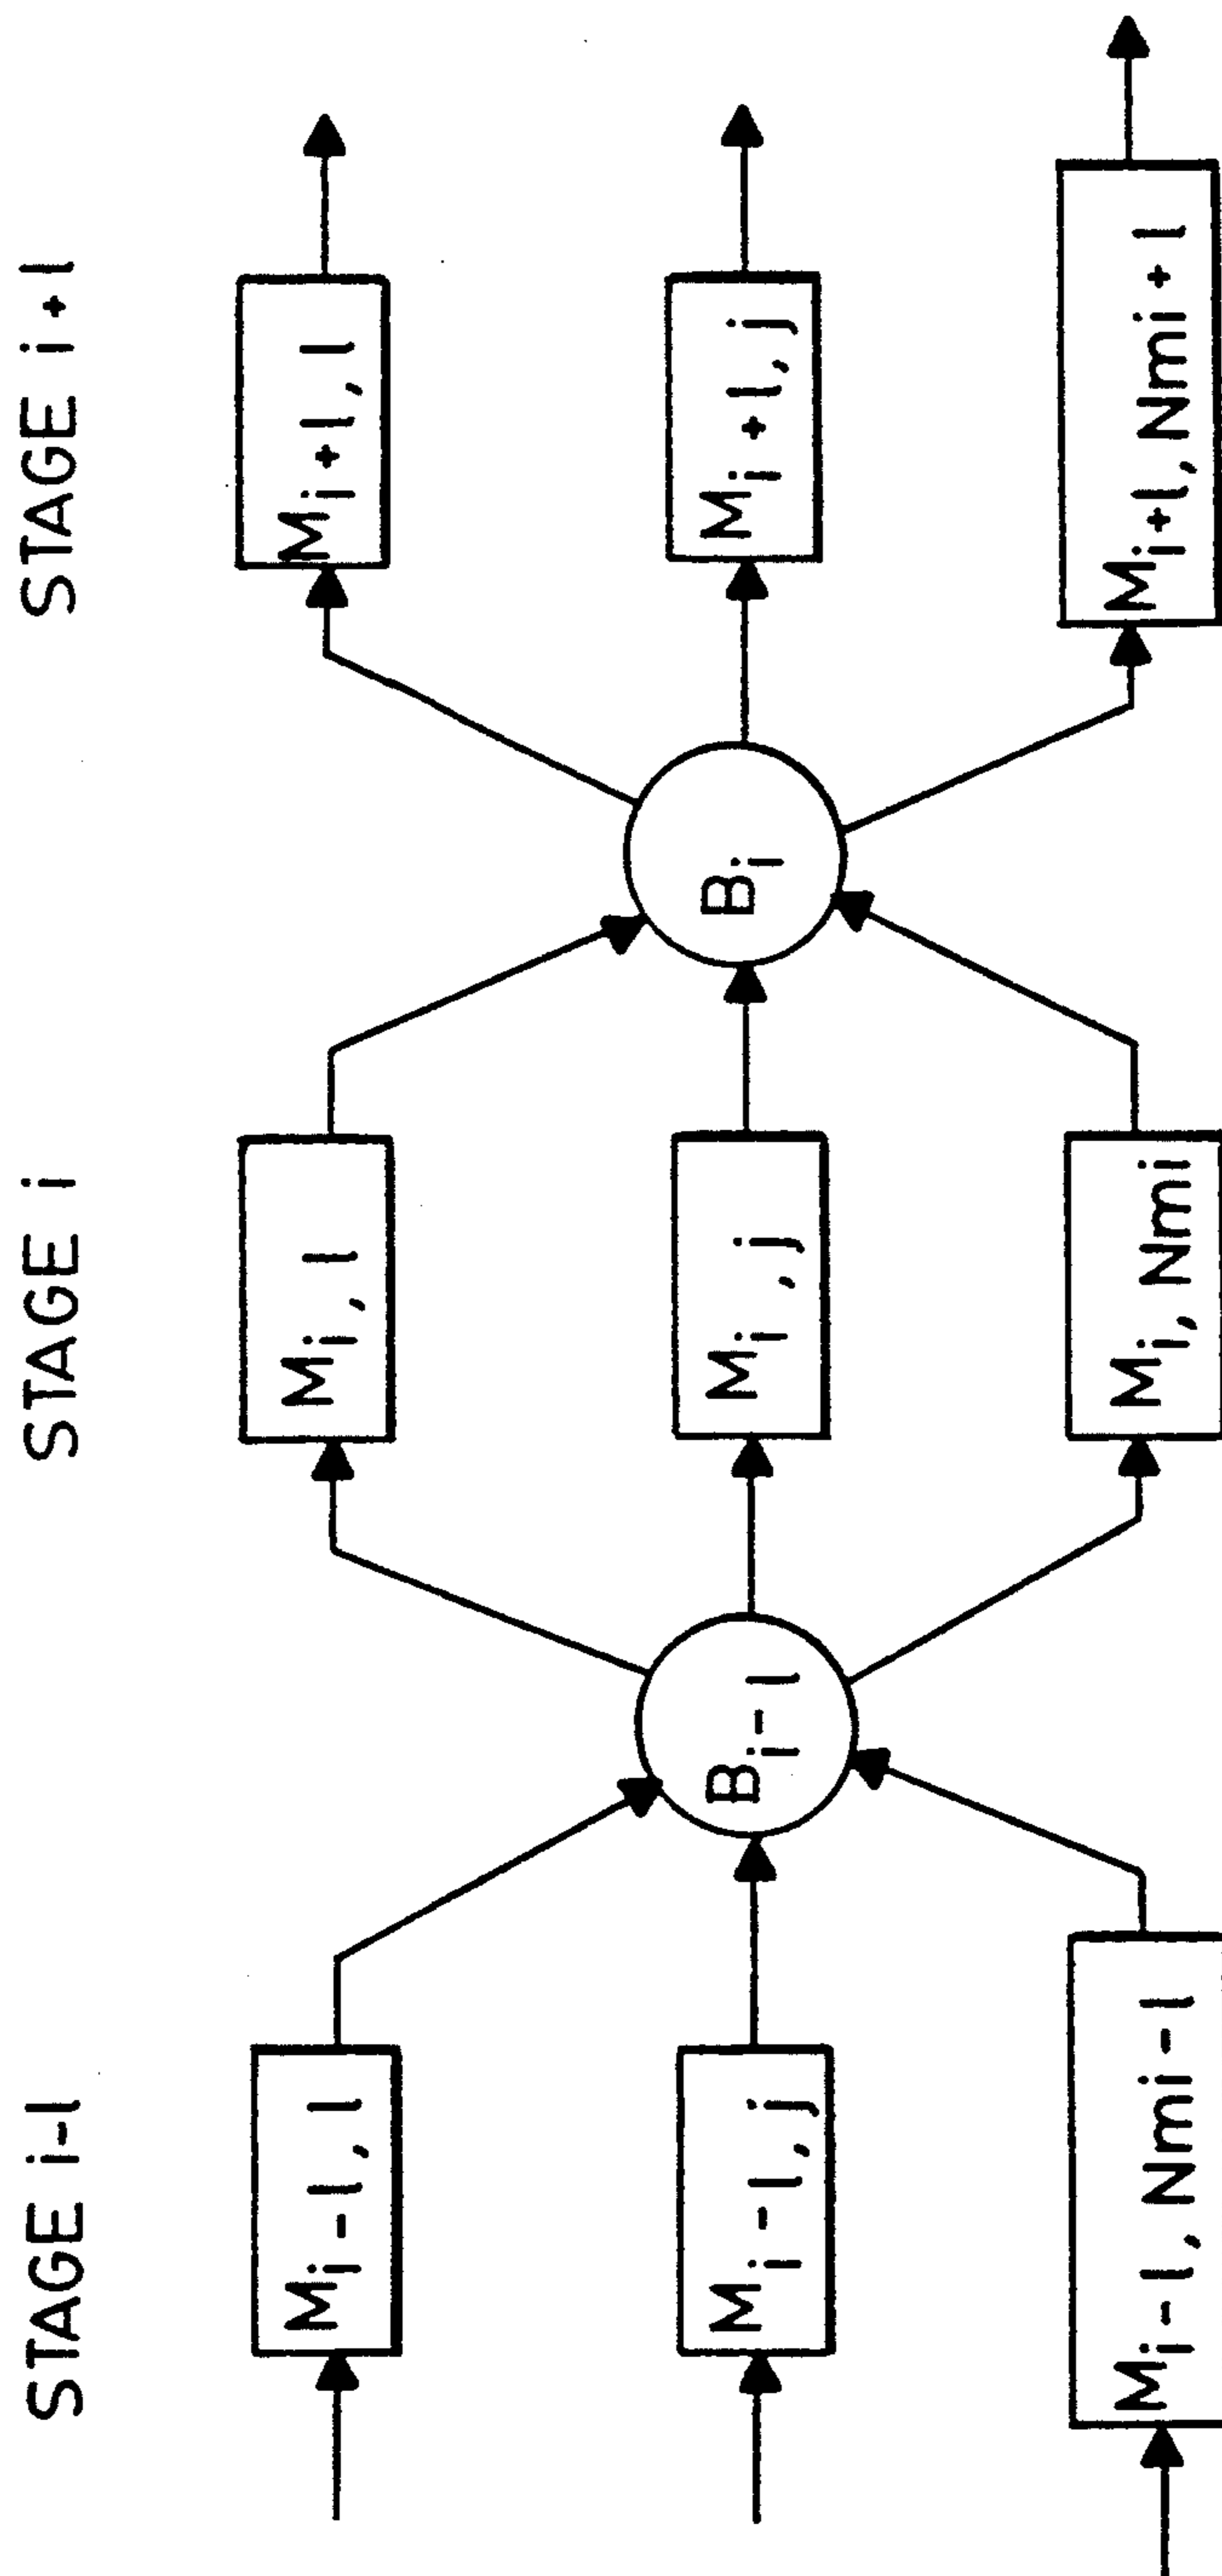 STAGE i-1
STAGE i
STAGE i+1
Mi-1, 1
Mi, 1
Mi+1, 1
Mi-1, j
Bi-1
Mi, j
Bi
Mi+1, j
Mi-1, Nmi-1
Mi, Nmi
Mi+1, Nmi+1